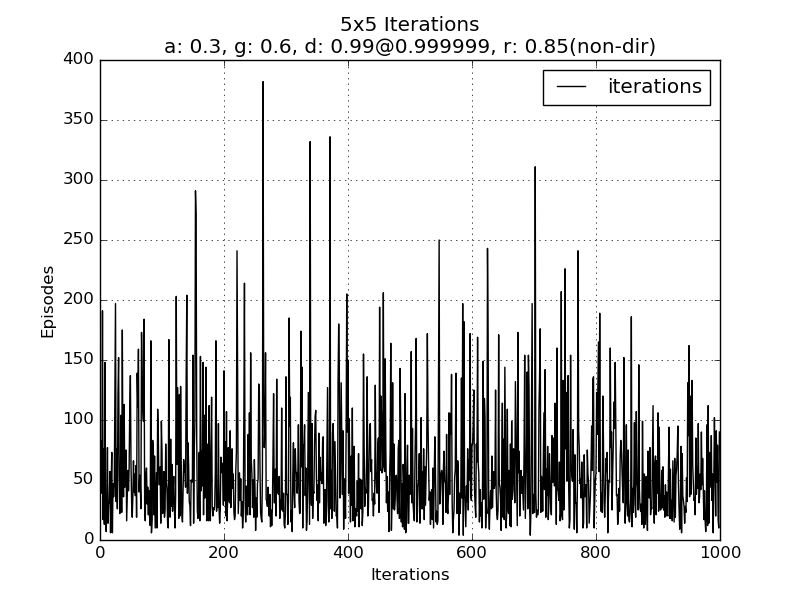 5x5 Iterations
a: 0.3, g: 0.6, d: 0.99@0.999999, r: 0.85(non-dir)
iterations
400
350
300
250
200
150
100
50
0
Episodes
0 200 400 600 800 1000
Iterations